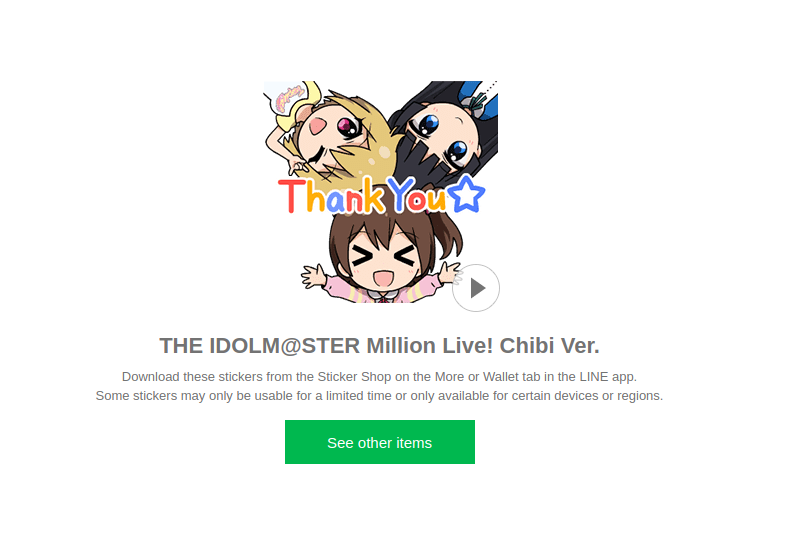 Thank You☆
THE IDOLM@STER Million Live! Chibi Ver.
Download these stickers from the Sticker Shop on the More or Wallet tab in the LINE app.
Some stickers may only be usable for a limited time or only available for certain devices or regions.
See other items